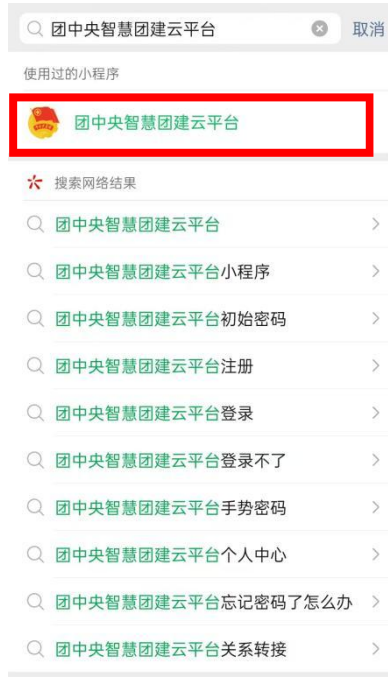 团中央智慧团建云平台 取消
使用过的小程序
团中央智慧团建云平台
搜索网络结果
团中央智慧团建云平台
团中央智慧团建云平台小程序
团中央智慧团建云平台初始密码
团中央智慧团建云平台注册
团中央智慧团建云平台登录
团中央智慧团建云平台登录不了
团中央智慧团建云平台手势密码
团中央智慧团建云平台个人中心
团中央智慧团建云平台忘记密码了怎么办
团中央智慧团建云平台关系转接